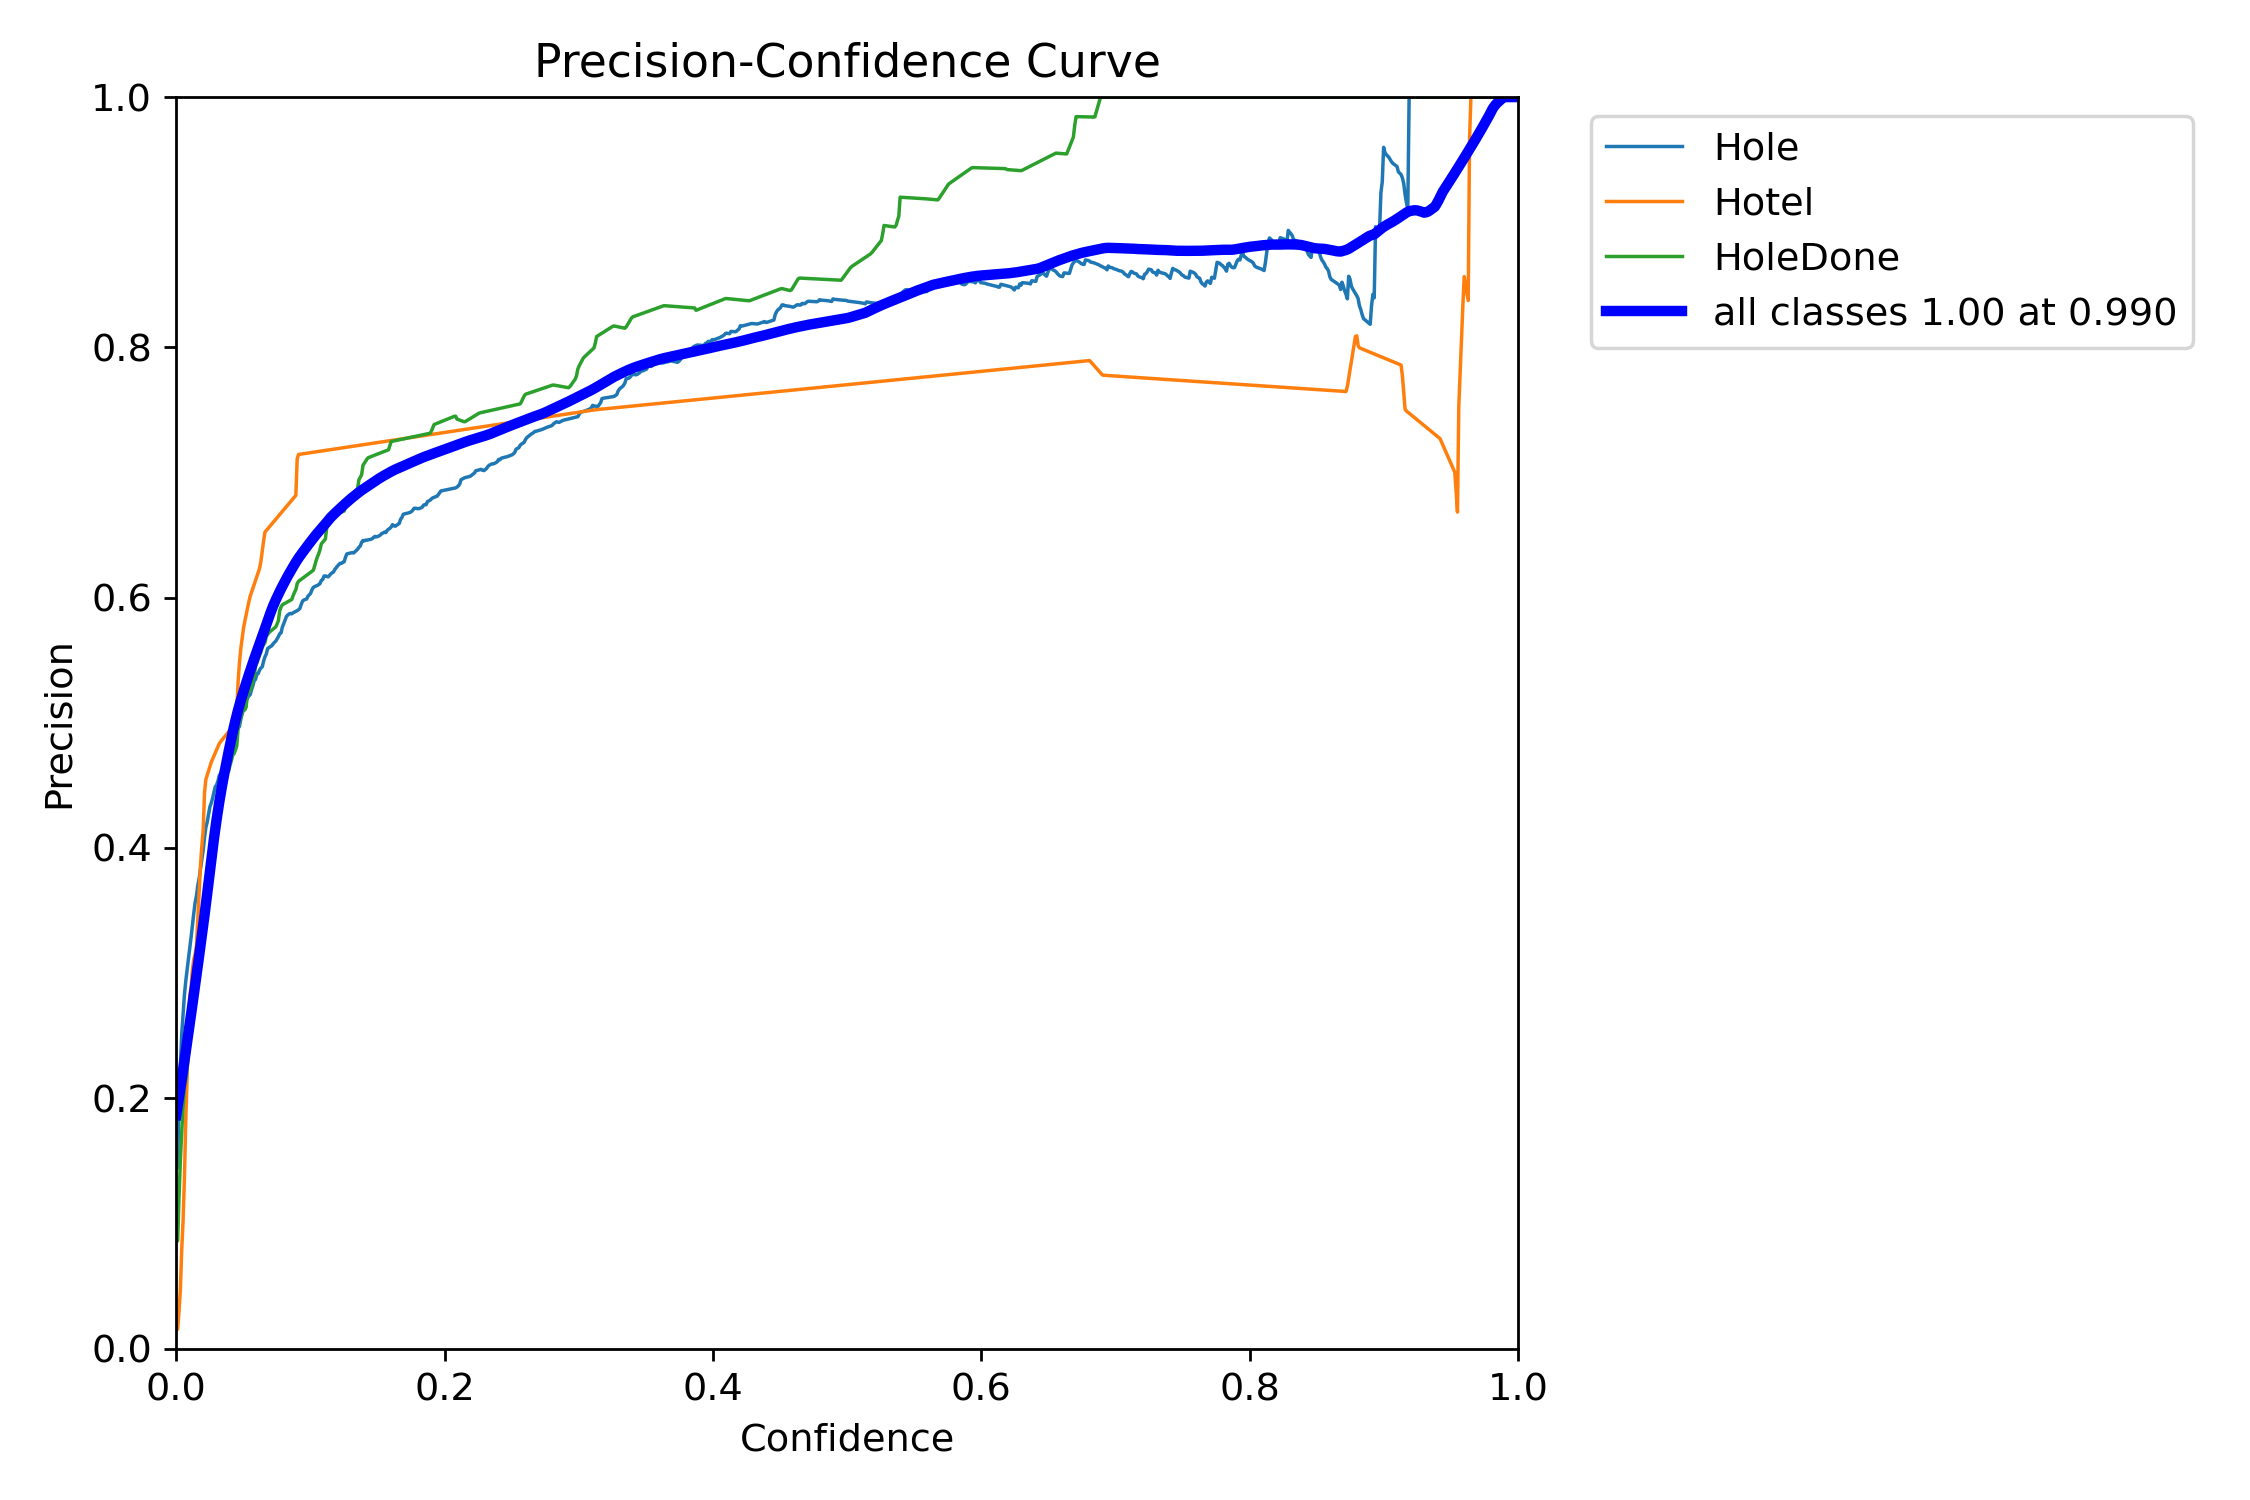 Precision-Confidence Curve
1.0
0.8
0.6
0.4
0.2
0.0
Precision
0.0 0.2 0.4 0.6 0.8 1.0
Confidence
Hole
Hotel
HoleDone
all classes 1.00 at 0.990